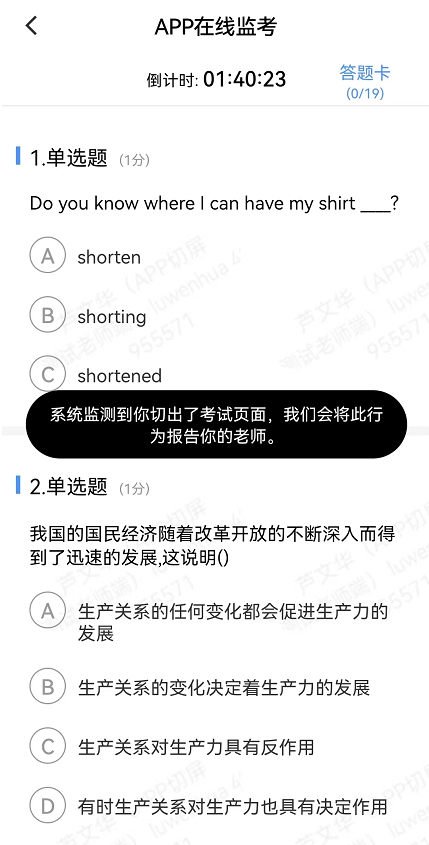 APP在线监考
倒计时: 01:40:23
答题卡
(0/19)
1.单选题 (1分)
Do you know where I can have my shirt ____?
A shorten
B shorting
C shortened
系统监测到你切出了考试页面，我们会将此行
为报告你的老师。
2.单选题 (1分)
我国的国民经济随着改革开放的不断深入而得
到了迅速的发展,这说明()
A 生产关系的任何变化都会促进生产力的
发展
B 生产关系的变化决定着生产力的发展
C 生产关系对生产力具有反作用
D 有时生产关系对生产力也具有决定作用